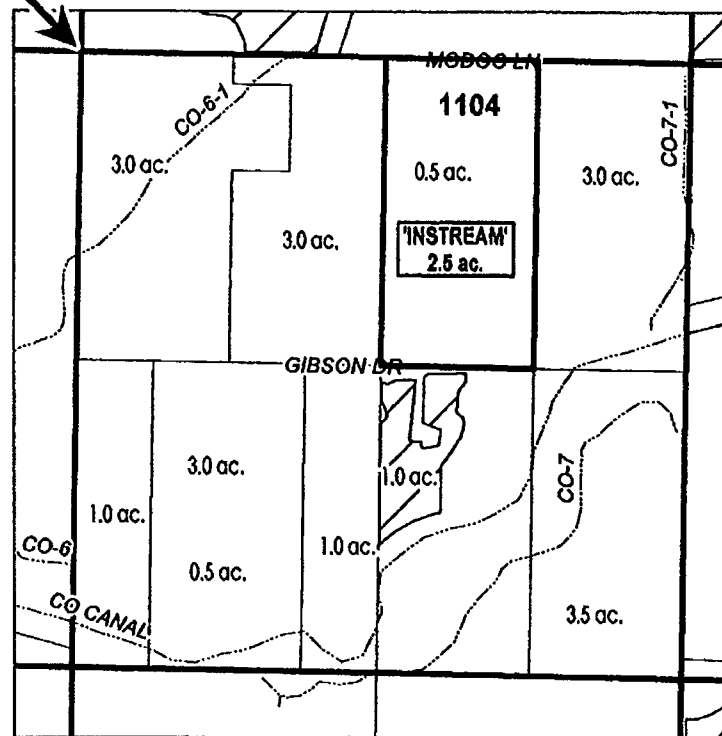 MODOC LN
1104
CO-6-1
CO-7-1
3.0 ac.
0.5 ac.
3.0 ac.
3.0 ac.
'INSTREAM'
2.5 ac.
GIBSON DR
3.0 ac.
1.0 ac.
CO-7
1.0 ac.
1.0 ac.
CO-6
0.5 ac.
CO CANAL
3.5 ac.